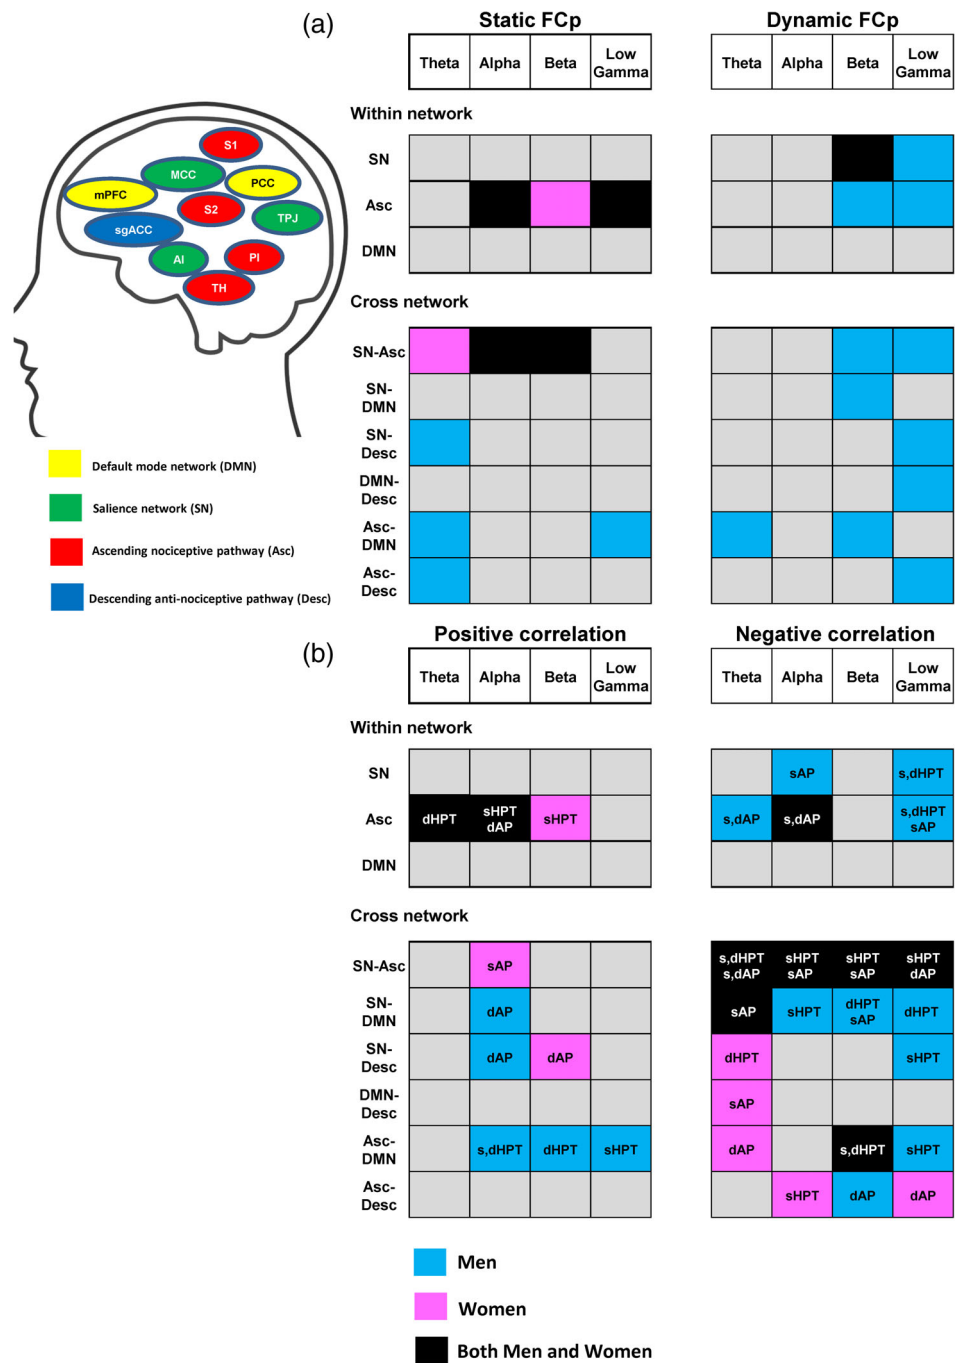 (a)
Static FCp
Dynamic FCp
Theta Alpha Beta Low Gamma
Theta Alpha Beta Low Gamma
Within network
SN
Asc
DMN
Cross network
SN-Asc
SN-
DMN
SN-
Desc
DMN-
Desc
Asc-
DMN
Asc-
Desc
S1
MCC
PCC
mPFC
S2
TPJ
sgACC
AI
PI
TH
Default mode network (DMN)
Salience network (SN)
Ascending nociceptive pathway (Asc)
Descending anti-nociceptive pathway (Desc)
(b)
Positive correlation
Negative correlation
Theta Alpha Beta Low Gamma
Theta Alpha Beta Low Gamma
Within network
SN
sAP s,dHPT
Asc
dHPT sHPT dAP sHPT
s,dAP s,dAP s,dHPT sAP
DMN
Cross network
SN-Asc
sAP
s,dHPT s,dAP sHPT sAP sHPT sAP sHPT dAP
SN-
DMN
dAP
sAP sHPT dHPT sAP dHPT
SN-
Desc
dAP dAP
dHPT sHPT
DMN-
Desc
sAP
Asc-
DMN
s,dHPT dHPT sHPT
dAP s,dHPT sHPT
Asc-
Desc
sHPT dAP dAP
Men
Women
Both Men and Women